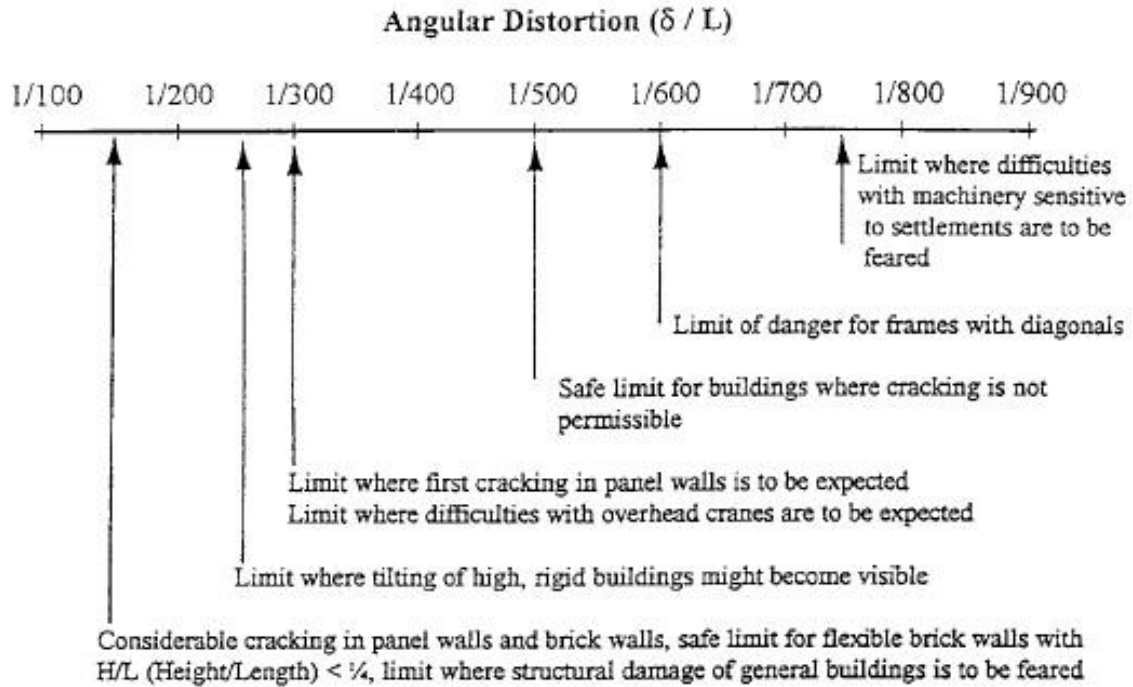 Angular Distortion (δ / L)
1/100 1/200 1/300 1/400 1/500 1/600 1/700 1/800 1/900
Limit where difficulties
with machinery sensitive
to settlements are to be
feared
Limit of danger for frames with diagonals
Safe limit for buildings where cracking is not
permissible
Limit where first cracking in panel walls is to be expected
Limit where difficulties with overhead cranes are to be expected
Limit where tilting of high, rigid buildings might become visible
Considerable cracking in panel walls and brick walls, safe limit for flexible brick walls with
H/L (Height/Length) < ¼, limit where structural damage of general buildings is to be feared